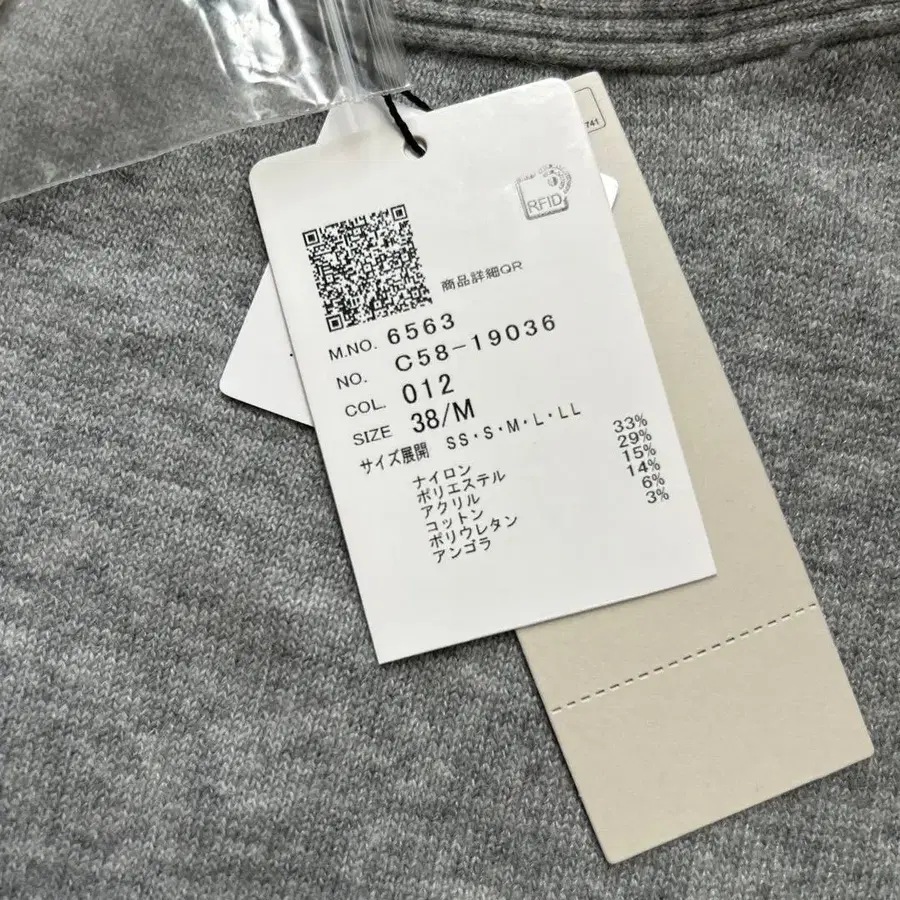 741
RFID
商品詳細QR
M.NO. 6563
NO. C58-19036
COL. 012
SIZE 38/M
サイズ展開 SS・S・M・L・LL
ナイロン 33%
ポリエステル 29%
アクリル 15%
コットン 14%
ポリウレタン 6%
アンゴラ 3%